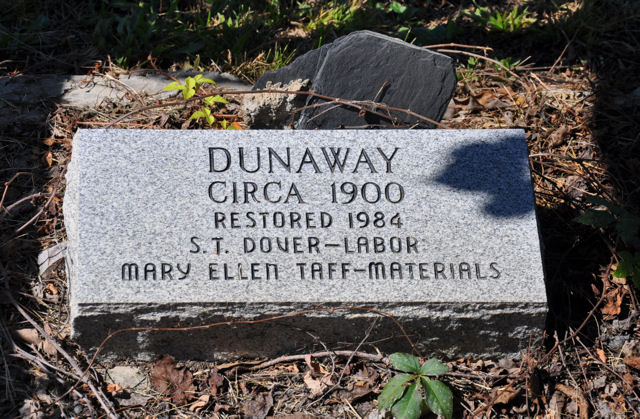 DUNAWAY
CIRCA 1900
RESTORED 1984
S.T. DOVER-LABOR
MARY ELLEN TAFF-MATERIALS